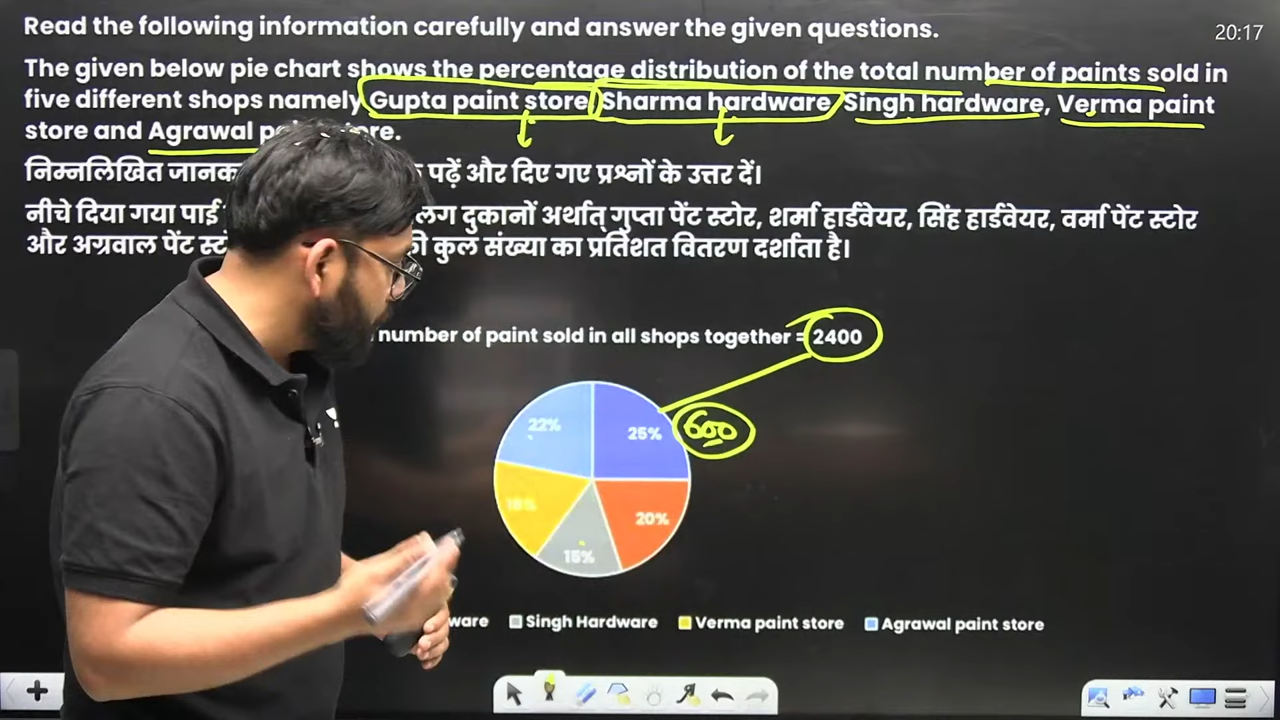 Read the following information carefully and answer the given questions.
20:17
The given below pie chart shows the percentage distribution of the total number of paints sold in
five different shops namely Gupta paint store, Sharma hardware, Singh hardware, Verma paint
store and Agrawal
निम्नलिखित पढ़ें और दिए गए प्रश्नों के उत्तर दें।
नीचे दिया गया पाई दुकानों अर्थात् गुप्ता पेंट स्टोर, शर्मा हार्डवेयर, सिंह हार्डवेयर, वर्मा पेंट स्टोर
और अग्रवाल पेंट कुल संख्या का प्रतिशत वितरण दर्शाता है।
number of paint sold in all shops together = 2400
22%
25%
600
18%
20%
15%
Singh Hardware
Verma paint store
Agrawal paint store